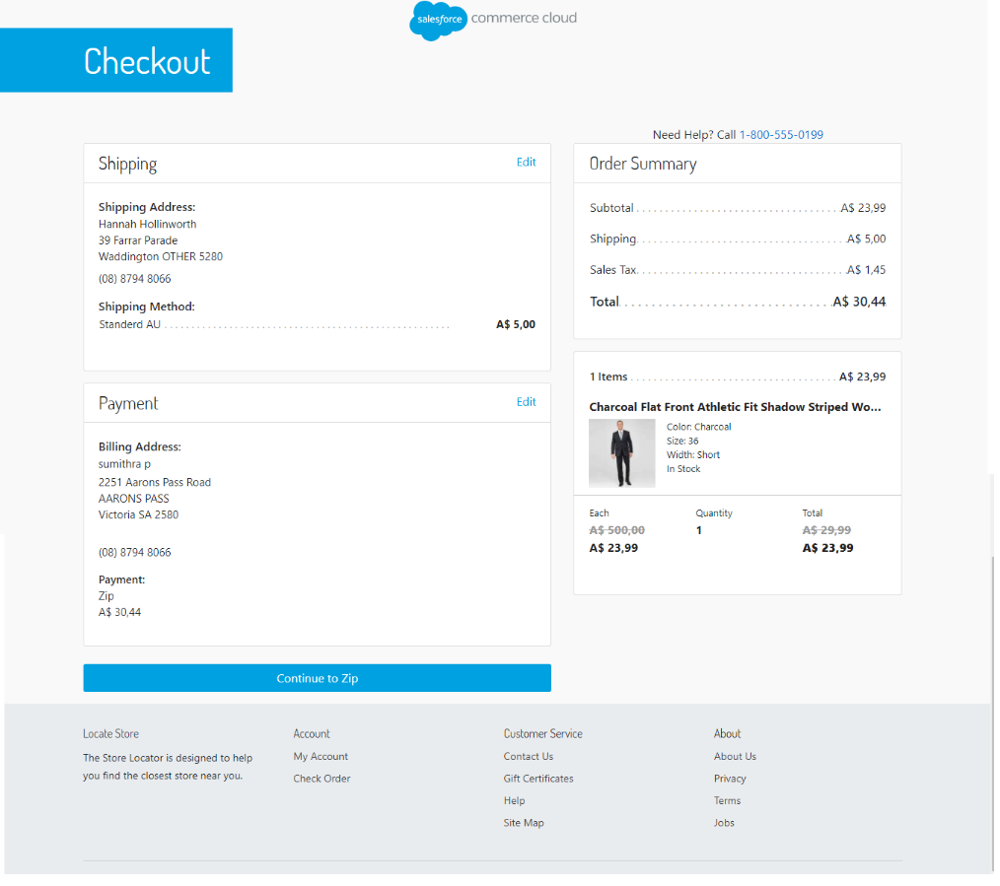 salesforce commerce cloud
Checkout
Need Help? Call 1-800-555-0199
Shipping
Edit
Shipping Address:
Hannah Hollinworth
39 Farrar Parade
Waddington OTHER 5280
(08) 8794 8066
Shipping Method:
Standerd AU A$ 5,00
Payment
Edit
Billing Address:
sumithra p
2251 Aarons Pass Road
AARONS PASS
Victoria SA 2580
(08) 8794 8066
Payment:
Zip
A$ 30,44
Continue to Zip
Order Summary
Subtotal A$ 23,99
Shipping A$ 5,00
Sales Tax A$ 1,45
Total A$ 30,44
1 Items A$ 23,99
Charcoal Flat Front Athletic Fit Shadow Striped Wo...
Color: Charcoal
Size: 36
Width: Short
In Stock
Each Quantity Total
A$ 500,00 1 A$ 29,99
A$ 23,99 A$ 23,99
Locate Store
The Store Locator is designed to help
you find the closest store near you.
Account
My Account
Check Order
Customer Service
Contact Us
Gift Certificates
Help
Site Map
About
About Us
Privacy
Terms
Jobs